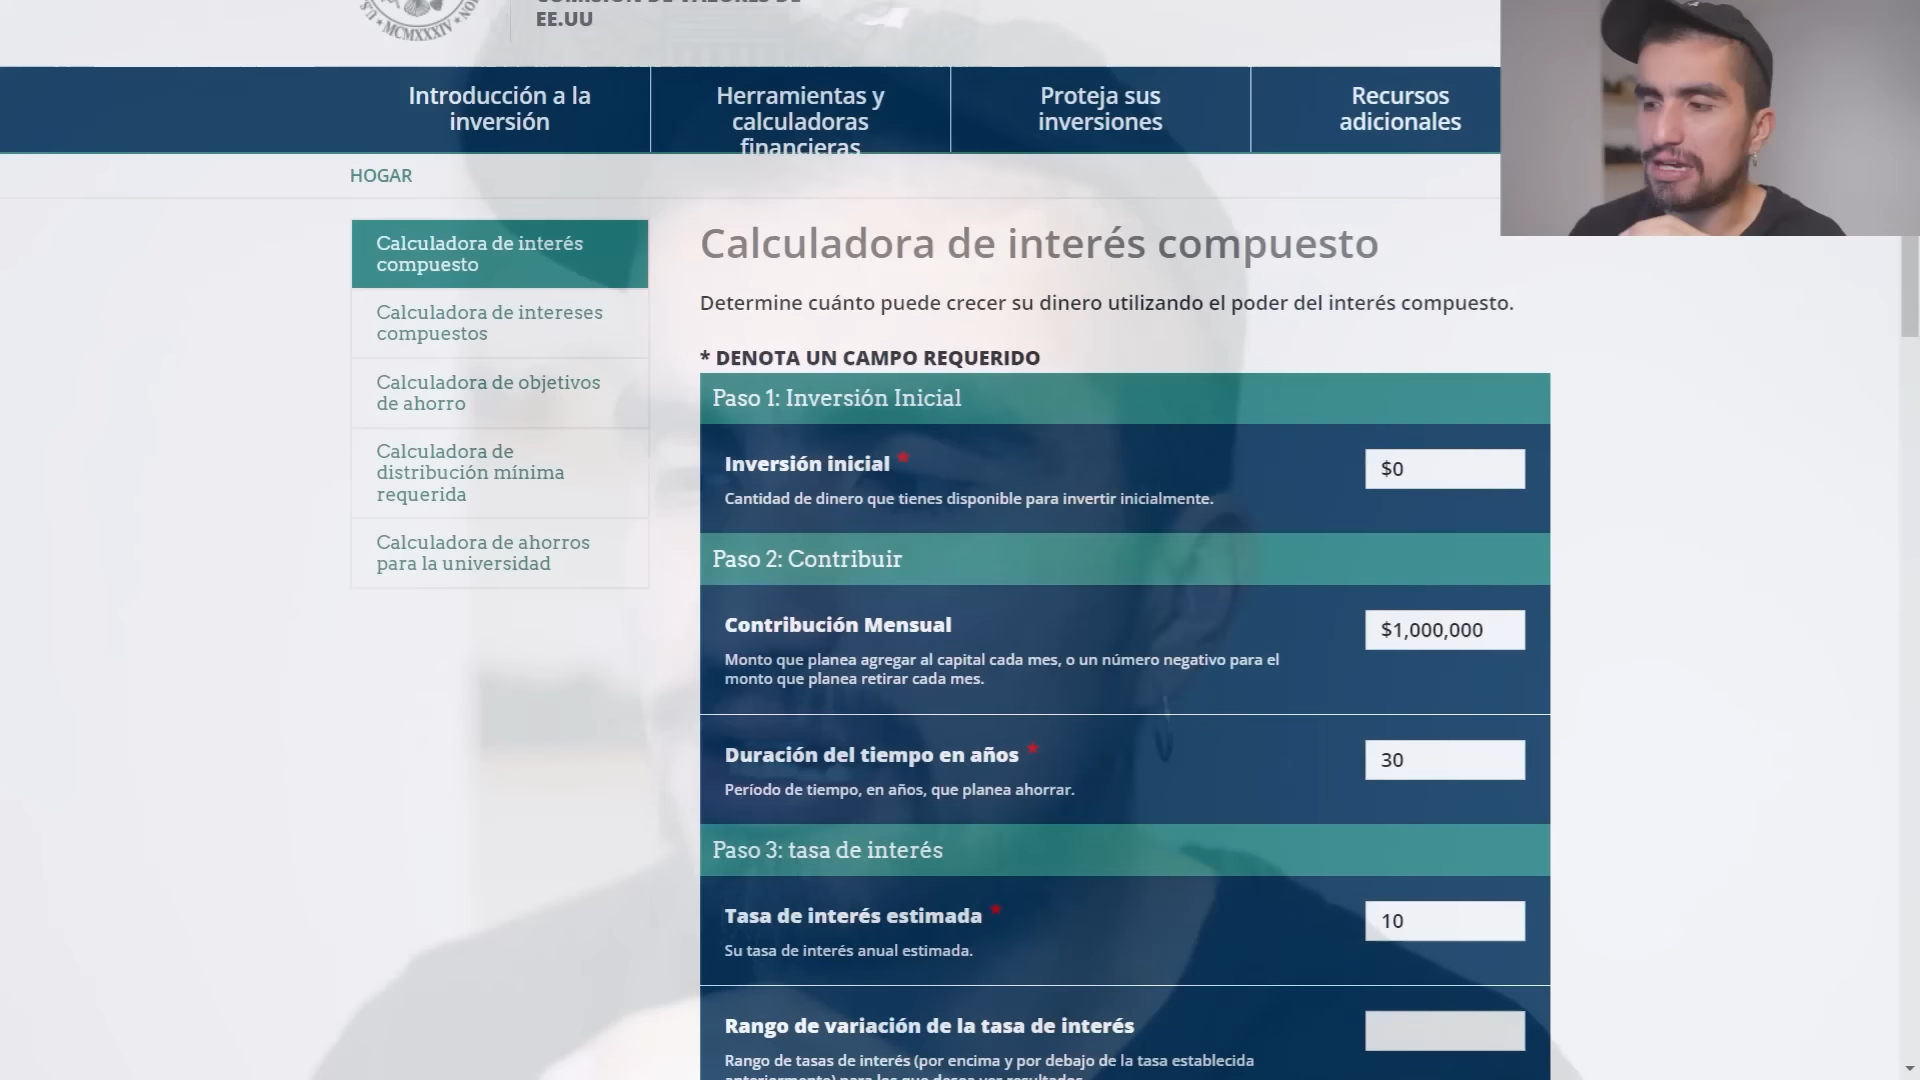 MCMXXXIV
EE.UU
Introducción a la
inversión
Herramientas y
calculadoras
financieras
Proteja sus
inversiones
Recursos
adicionales
HOGAR
Calculadora de interés
compuesto
Calculadora de intereses
compuestos
Calculadora de objetivos
de ahorro
Calculadora de
distribución mínima
requerida
Calculadora de ahorros
para la universidad
Calculadora de interés compuesto
Determine cuánto puede crecer su dinero utilizando el poder del interés compuesto.
* DENOTA UN CAMPO REQUERIDO
Paso 1: Inversión Inicial
Inversión inicial *
$0
Cantidad de dinero que tienes disponible para invertir inicialmente.
Paso 2: Contribuir
Contribución Mensual
$1,000,000
Monto que planea agregar al capital cada mes, o un número negativo para el
monto que planea retirar cada mes.
Duración del tiempo en años *
30
Período de tiempo, en años, que planea ahorrar.
Paso 3: tasa de interés
Tasa de interés estimada *
10
Su tasa de interés anual estimada.
Rango de variación de la tasa de interés
Rango de tasas de interés (por encima y por debajo de la tasa establecida